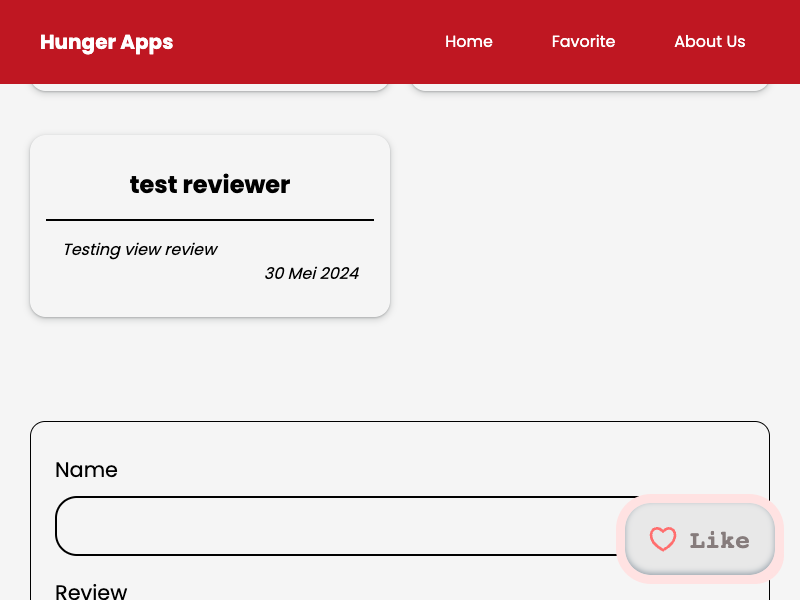 Hunger Apps
Home
Favorite
About Us
test reviewer
Testing view review
30 Mei 2024
Name
Like
Review